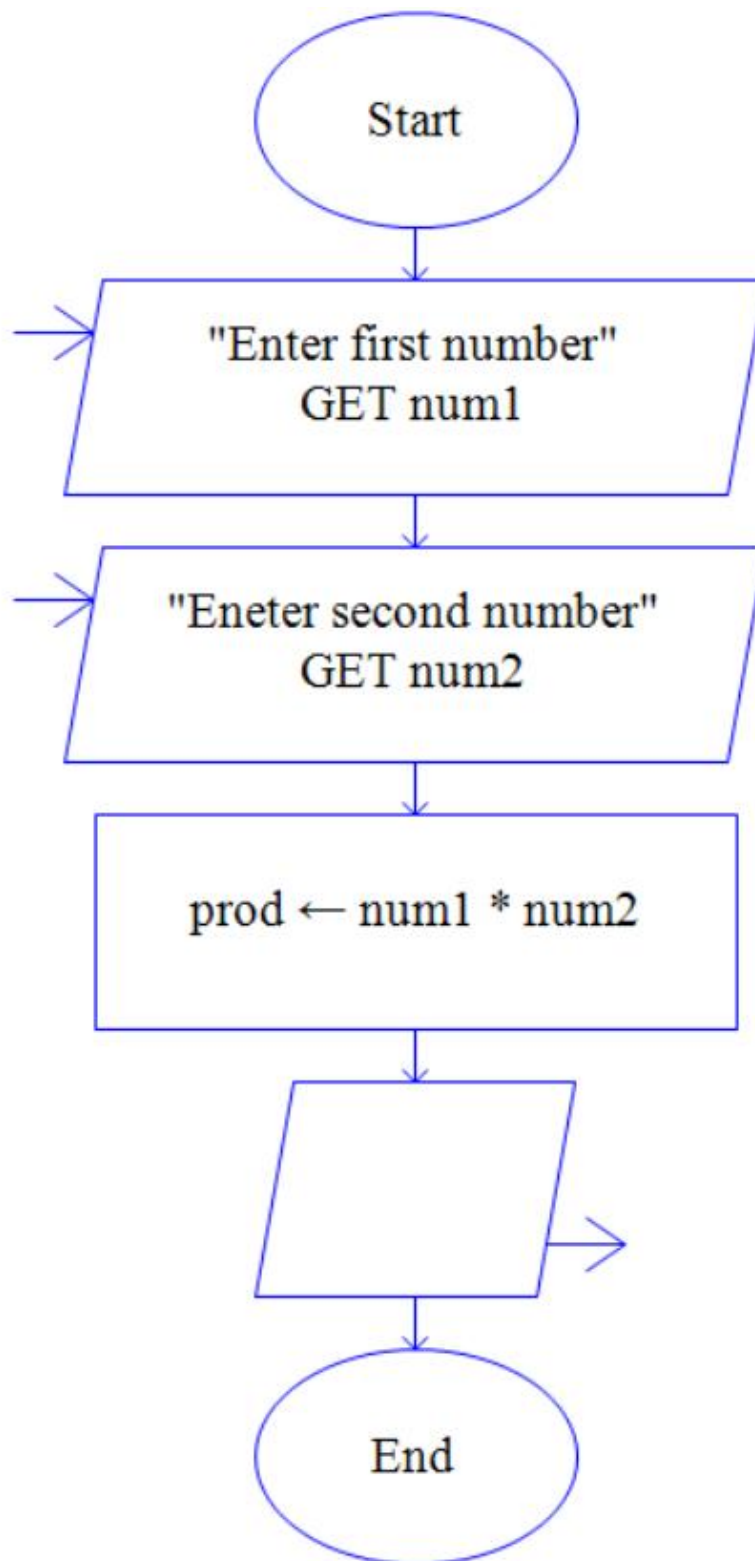 Start
"Enter first number"
GET num1
"Eneter second number"
GET num2
prod ← num1 * num2
End